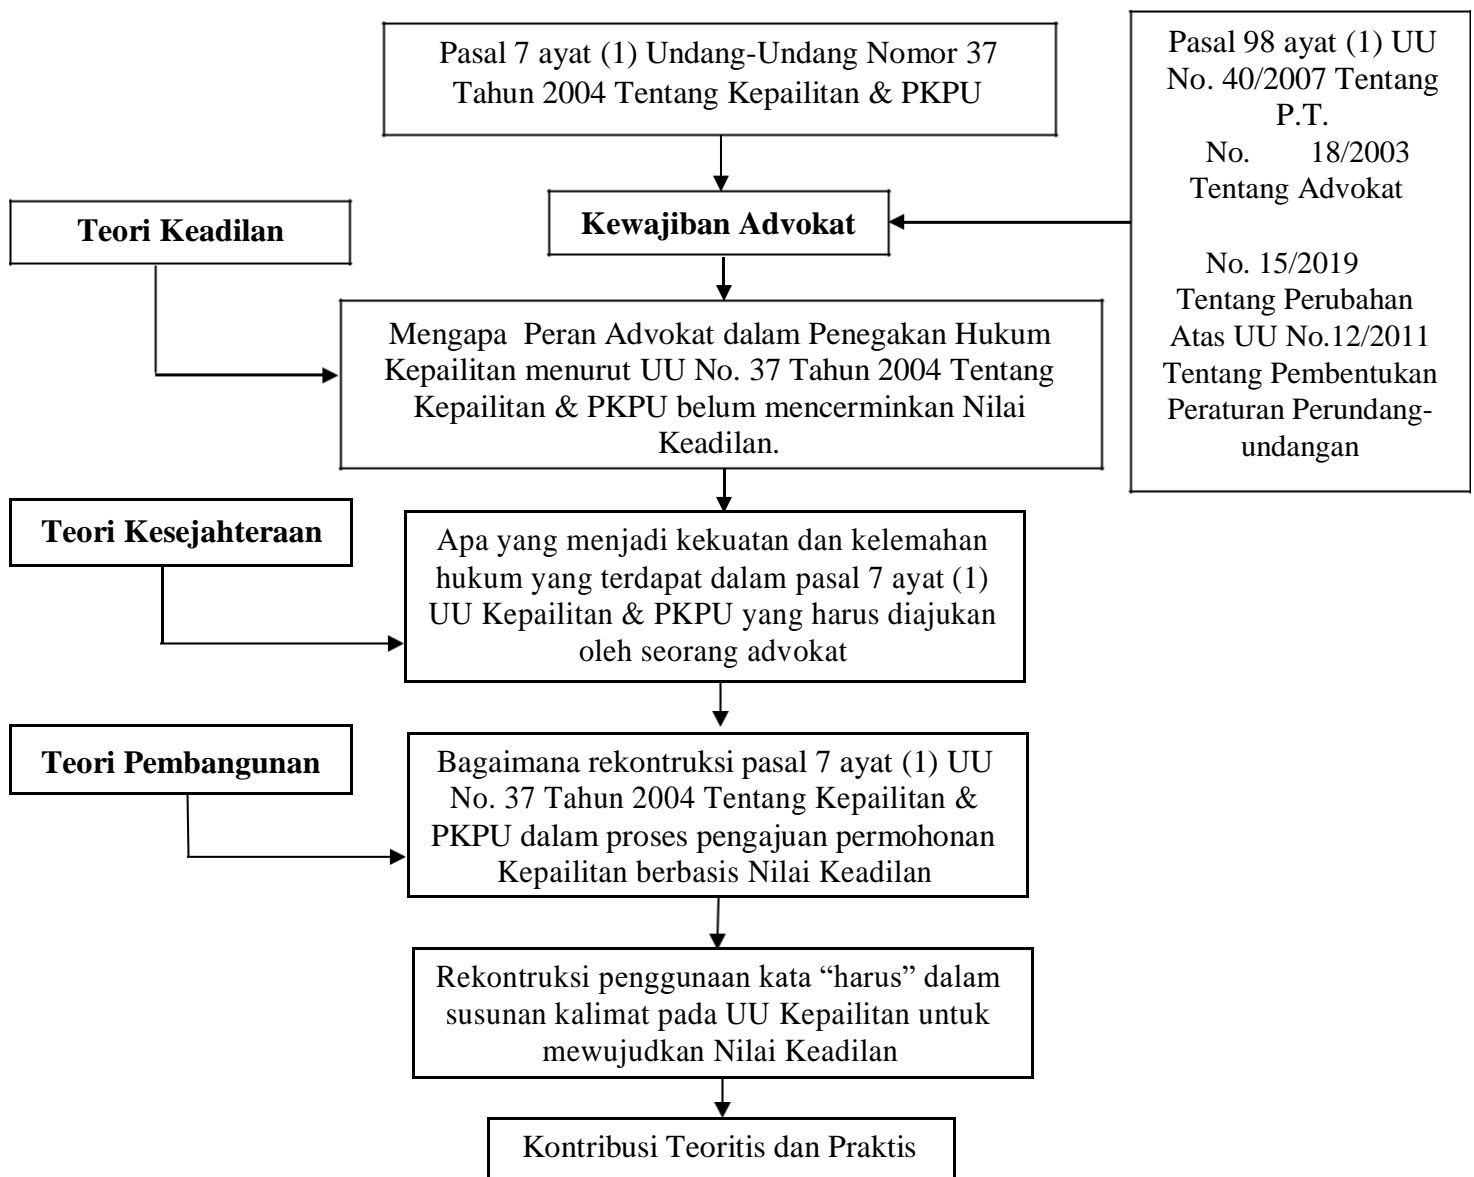 Pasal 7 ayat (1) Undang-Undang Nomor 37
Tahun 2004 Tentang Kepailitan & PKPU
Pasal 98 ayat (1) UU
No. 40/2007 Tentang
P.T.
No. 18/2003
Tentang Advokat
No. 15/2019
Tentang Perubahan
Atas UU No.12/2011
Tentang Pembentukan
Peraturan Perundang-
undangan
Kewajiban Advokat
Teori Keadilan
Mengapa Peran Advokat dalam Penegakan Hukum
Kepailitan menurut UU No. 37 Tahun 2004 Tentang
Kepailitan & PKPU belum mencerminkan Nilai
Keadilan.
Teori Kesejahteraan
Apa yang menjadi kekuatan dan kelemahan
hukum yang terdapat dalam pasal 7 ayat (1)
UU Kepailitan & PKPU yang harus diajukan
oleh seorang advokat
Teori Pembangunan
Bagaimana rekontruksi pasal 7 ayat (1) UU
No. 37 Tahun 2004 Tentang Kepailitan &
PKPU dalam proses pengajuan permohonan
Kepailitan berbasis Nilai Keadilan
Rekontruksi penggunaan kata “harus” dalam
susunan kalimat pada UU Kepailitan untuk
mewujudkan Nilai Keadilan
Kontribusi Teoritis dan Praktis